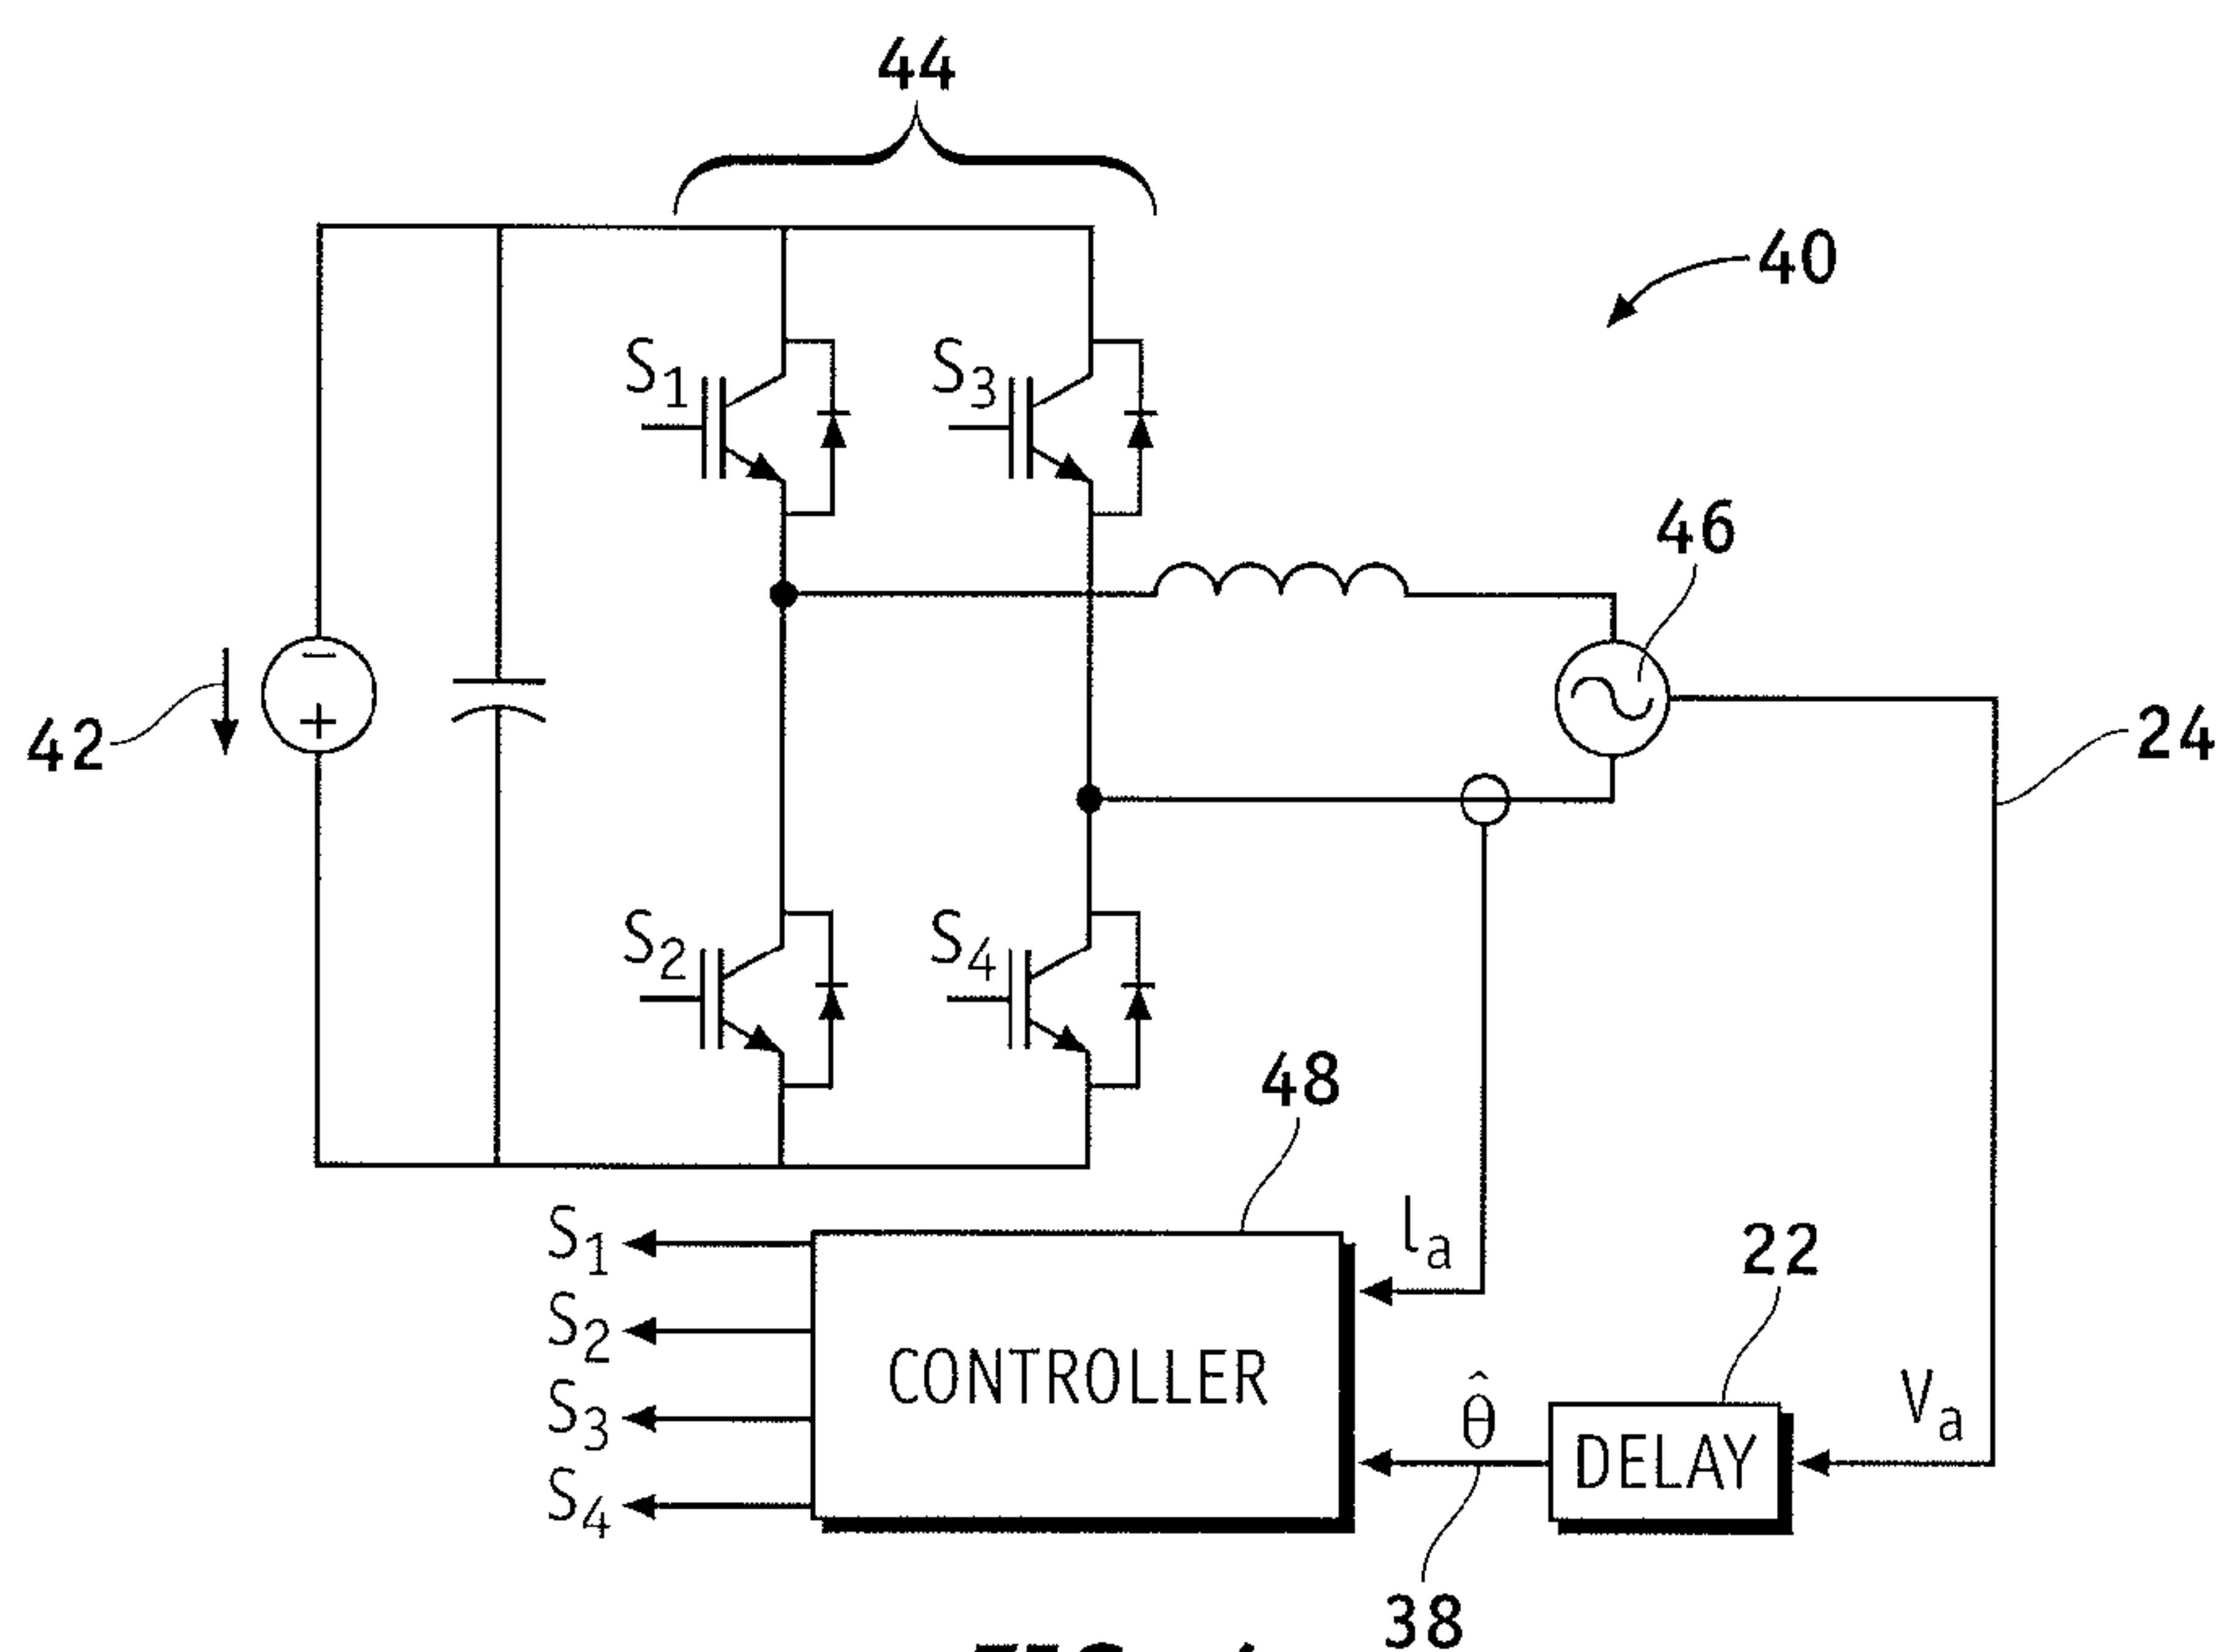 44
40
S1
S3
46
42
−
+
24
S2
S4
48
Ia
22
S1
S2
S3
S4
CONTROLLER
θ̂
DELAY
Va
38